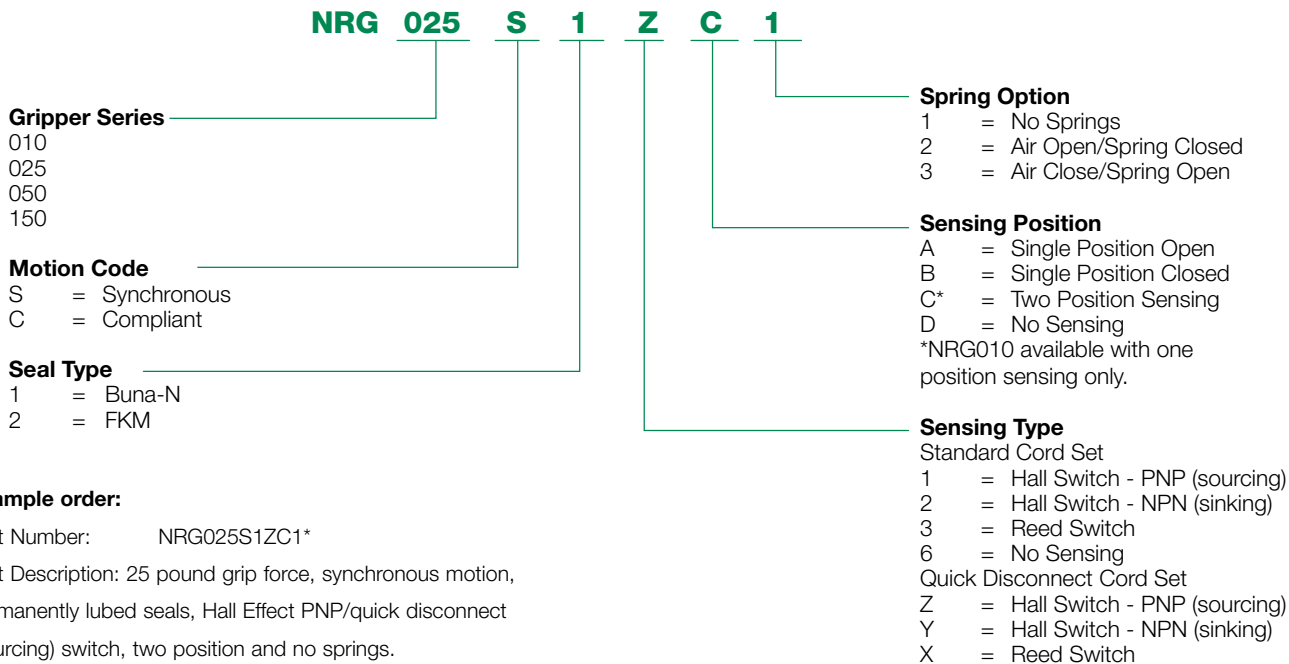 NRG 025 S 1 Z C 1
Gripper Series
010
025
050
150
Motion Code
S = Synchronous
C = Compliant
Seal Type
1 = Buna-N
2 = FKM
order:
Number: NRG025S1ZC1*
Description: 25 pound grip force, synchronous motion,
lubed seals, Hall Effect PNP/quick disconnect
switch, two position and no springs.
Spring Option
1 = No Springs
2 = Air Open/Spring Closed
3 = Air Close/Spring Open
Sensing Position
A = Single Position Open
B = Single Position Closed
C* = Two Position Sensing
D = No Sensing
*NRG010 available with one
position sensing only.
Sensing Type
Standard Cord Set
1 = Hall Switch - PNP (sourcing)
2 = Hall Switch - NPN (sinking)
3 = Reed Switch
6 = No Sensing
Quick Disconnect Cord Set
Z = Hall Switch - PNP (sourcing)
Y = Hall Switch - NPN (sinking)
X = Reed Switch